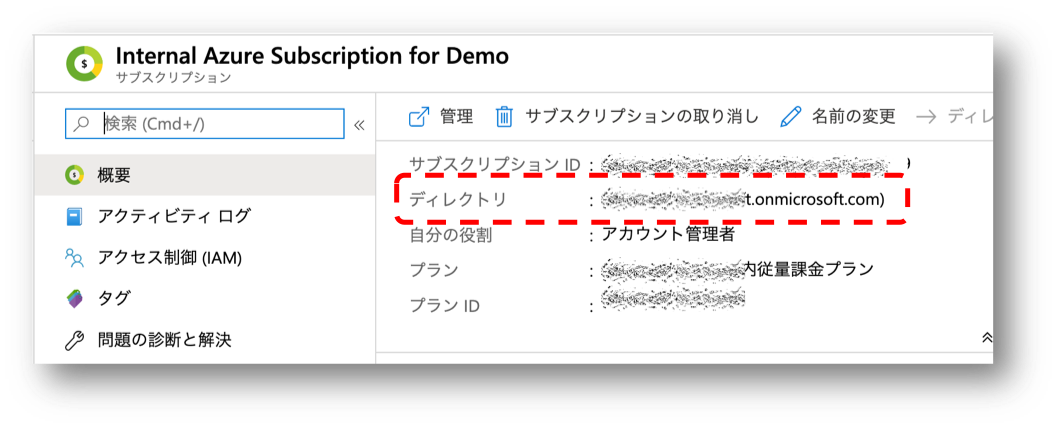 Internal Azure Subscription for Demo
サブスクリプション
検索 (Cmd+/)
«
管理 サブスクリプションの取り消し 名前の変更 → ディレ
概要
アクティビティ ログ
アクセス制御 (IAM)
タグ
問題の診断と解決
サブスクリプション ID :
ディレクトリ : t.onmicrosoft.com)
自分の役割 : アカウント管理者
プラン : 内従量課金プラン
プラン ID :